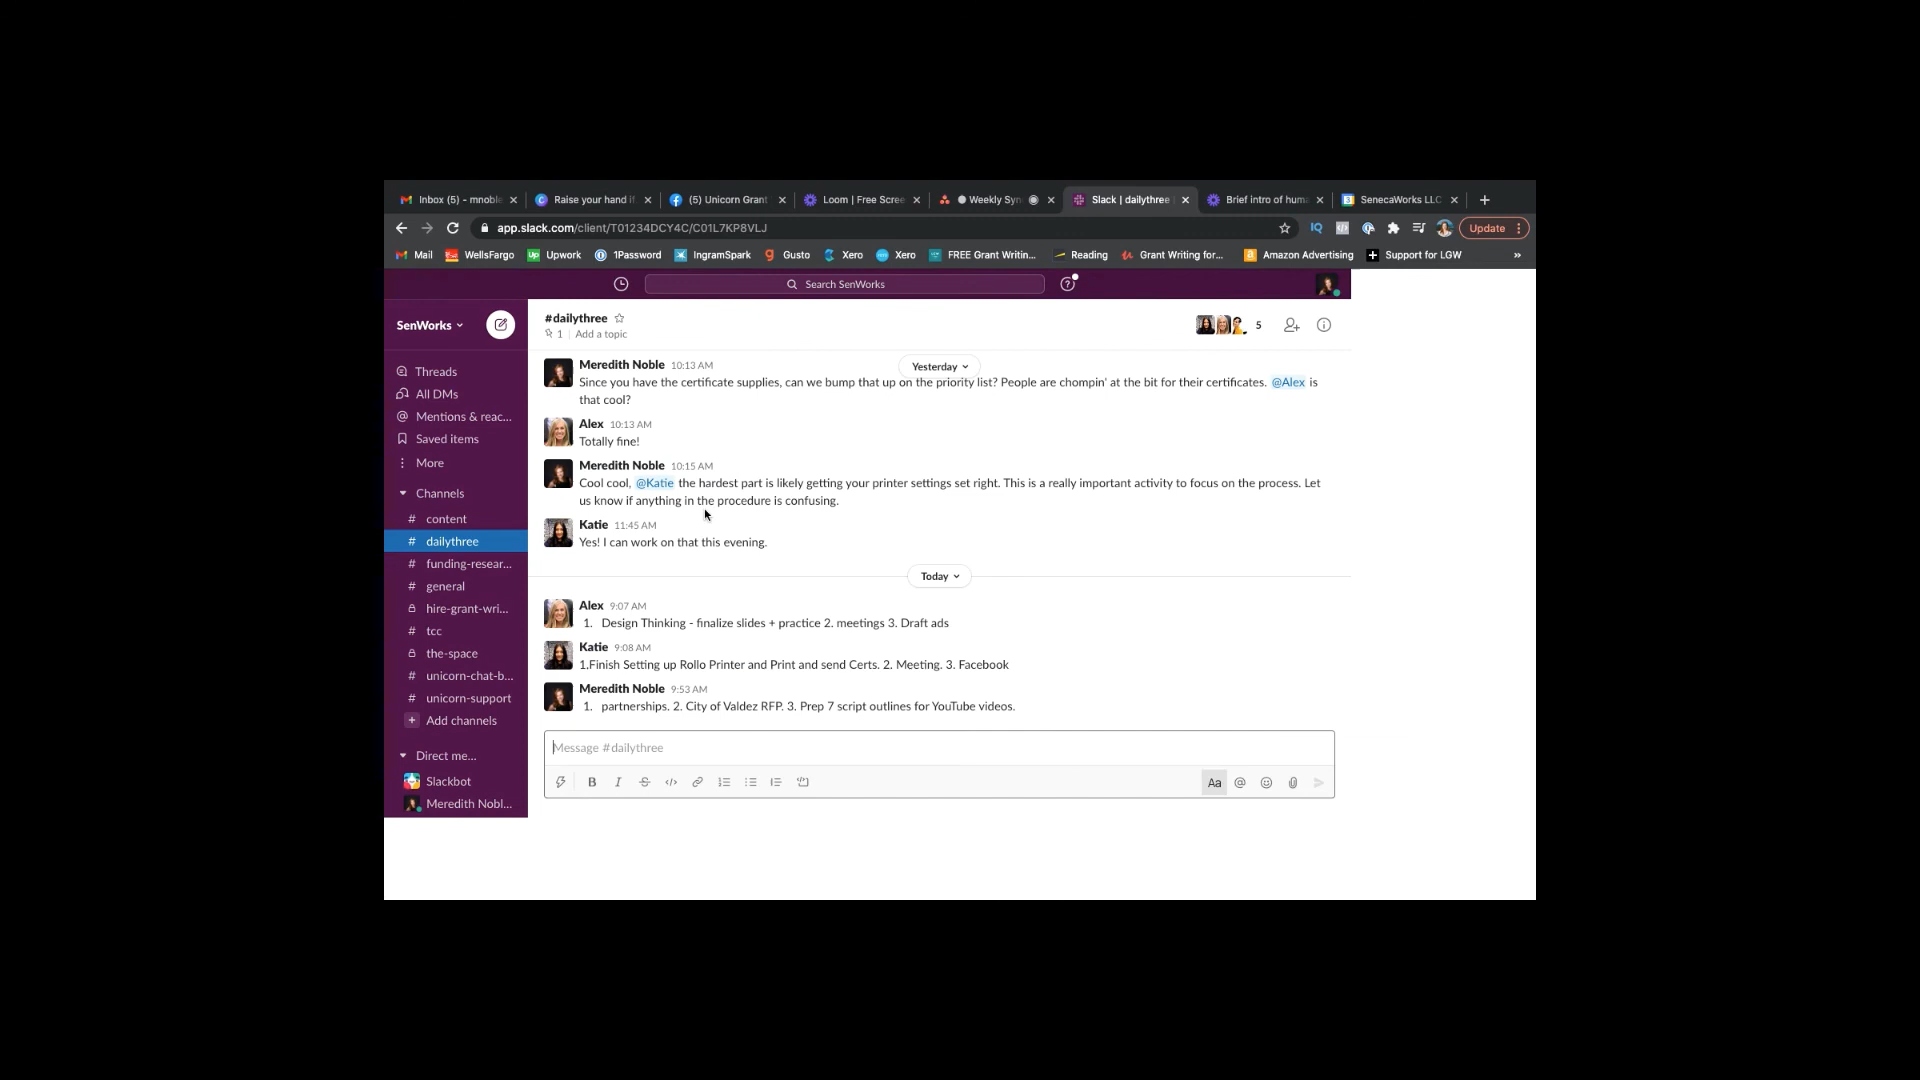 Inbox (5) - mnoble
Raise your hand if
(5) Unicorn Grant
Loom | Free Scree
Weekly Syn
Slack | dailythree
Brief intro of huma
SenecaWorks LLC
app.slack.com/client/T01234DCY4C/C01L7KP8VLJ
Update
Mail
WellsFargo
Upwork
1Password
IngramSpark
Gusto
Xero
Xero
FREE Grant Writin...
Reading
Grant Writing for...
Amazon Advertising
Support for LGW
»
Search SenWorks
SenWorks
#dailythree
1 | Add a topic
5
Threads
All DMs
Mentions & reac...
Saved items
More
Channels
# content
# dailythree
# funding-resear...
# general
hire-grant-wri...
# tcc
the-space
# unicorn-chat-b...
# unicorn-support
+ Add channels
Direct me...
Slackbot
Meredith Nobl...
Yesterday
Meredith Noble 10:13 AM
Since you have the certificate supplies, can we bump that up on the priority list? People are chompin' at the bit for their certificates. @Alex is
that cool?
Alex 10:13 AM
Totally fine!
Meredith Noble 10:15 AM
Cool cool, @Katie the hardest part is likely getting your printer settings set right. This is a really important activity to focus on the process. Let
us know if anything in the procedure is confusing.
Katie 11:45 AM
Yes! I can work on that this evening.
Today
Alex 9:07 AM
1. Design Thinking - finalize slides + practice 2. meetings 3. Draft ads
Katie 9:08 AM
1.Finish Setting up Rollo Printer and Print and send Certs. 2. Meeting. 3. Facebook
Meredith Noble 9:53 AM
1. partnerships. 2. City of Valdez RFP. 3. Prep 7 script outlines for YouTube videos.
Message #dailythree
B I S </> Aa @